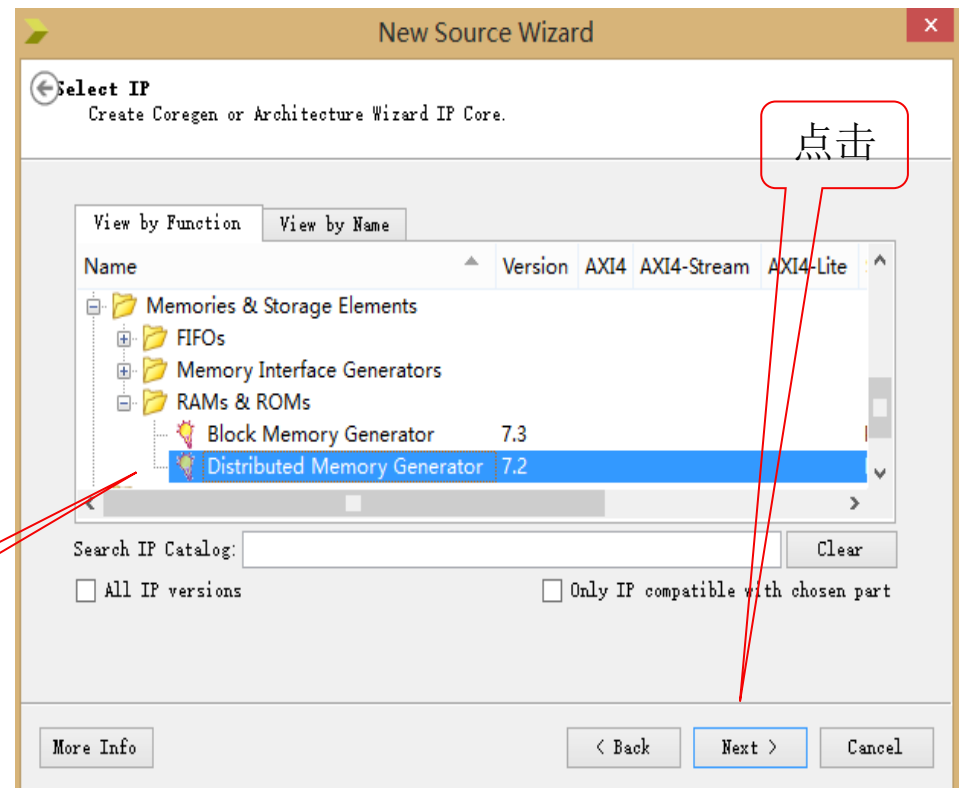 New Source Wizard
Select IP
Create Coregen or Architecture Wizard IP Core.
点击
View by Function View by Name
Name Version AXI4 AXI4-Stream AXI4-Lite
Memories & Storage Elements
FIFOs
Memory Interface Generators
RAMs & ROMs
Block Memory Generator 7.3
Distributed Memory Generator 7.2
Search IP Catalog: Clear
All IP versions Only IP compatible with chosen part
More Info < Back Next > Cancel